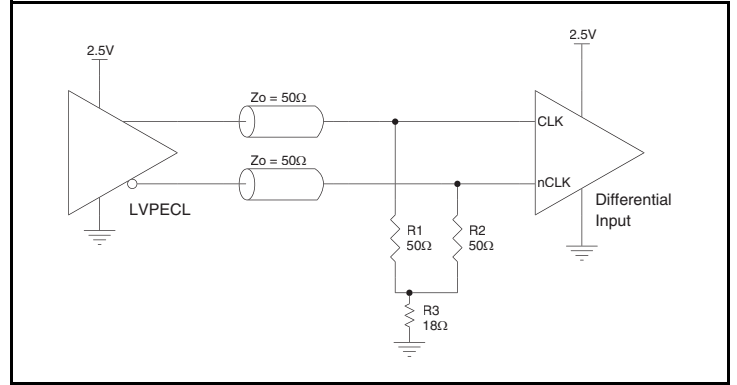 2.5V
2.5V
Zo = 50Ω
CLK
Zo = 50Ω
nCLK
LVPECL
Differential
Input
R1
50Ω
R2
50Ω
R3
18Ω